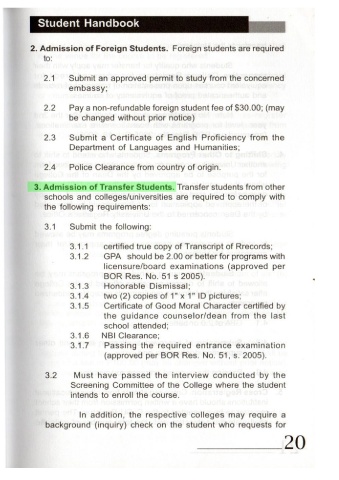 Student Handbook
2. Admission of Foreign Students. Foreign students are required
to:
2.1 Submit an approved permit to study from the concerned
embassy;
2.2 Pay a non-refundable foreign student fee of $30.00; (may
be changed without prior notice)
2.3 Submit a Certificate of English Proficiency from the
Department of Languages and Humanities;
2.4 Police Clearance from country of origin.
3. Admission of Transfer Students. Transfer students from other
schools and colleges/universities are required to comply with
the following requirements:
3.1 Submit the following:
3.1.1 certified true copy of Transcript of Rrecords;
3.1.2 GPA should be 2.00 or better for programs with
licensure/board examinations (approved per
BOR Res. No. 51 s 2005).
3.1.3 Honorable Dismissal;
3.1.4 two (2) copies of 1" x 1" ID pictures;
3.1.5 Certificate of Good Moral Character certified by
the guidance counselor/dean from the last
school attended;
3.1.6 NBI Clearance;
3.1.7 Passing the required entrance examination
(approved per BOR Res. No. 51, s. 2005).
3.2 Must have passed the interview conducted by the
Screening Committee of the College where the student
intends to enroll the course.
In addition, the respective colleges may require a
background (inquiry) check on the student who requests for
20